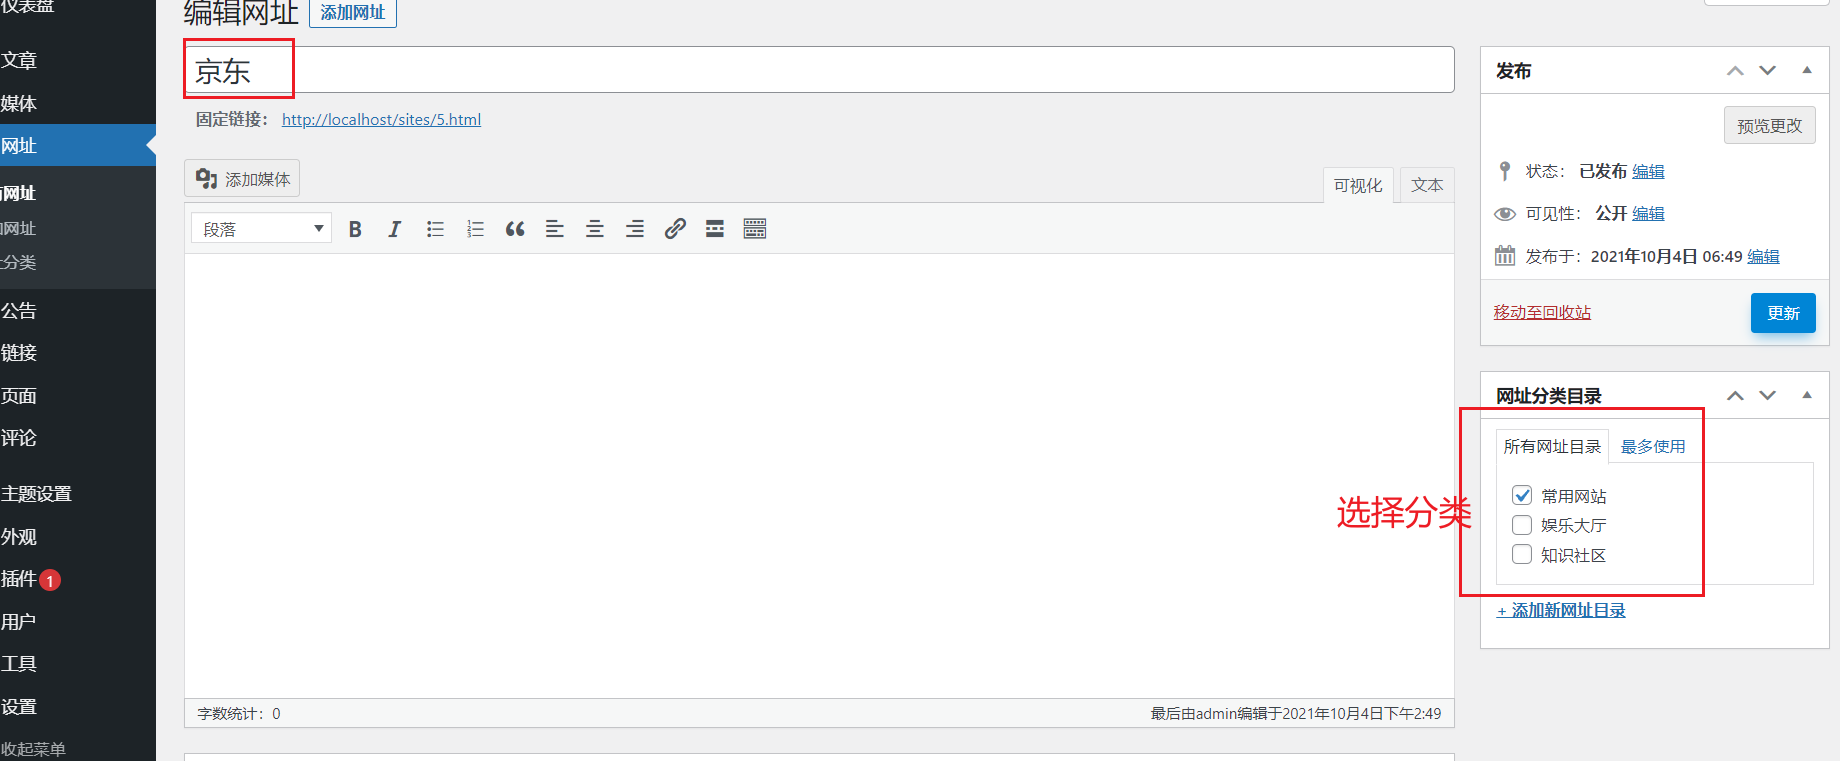 仪表盘
文章
媒体
网址
网址
网址
分类
公告
链接
页面
评论
主题设置
外观
插件 1
用户
工具
设置
收起菜单
编辑网址 添加网址
京东
固定链接： http://localhost/sites/5.html
添加媒体
可视化 文本
段落
字数统计：0
最后由admin编辑于2021年10月4日下午2:49
发布
预览更改
状态： 已发布 编辑
可见性： 公开 编辑
发布于： 2021年10月4日 06:49 编辑
移动至回收站 更新
网址分类目录
所有网址目录 最多使用
选择分类
常用网站
娱乐大厅
知识社区
+ 添加新网址目录